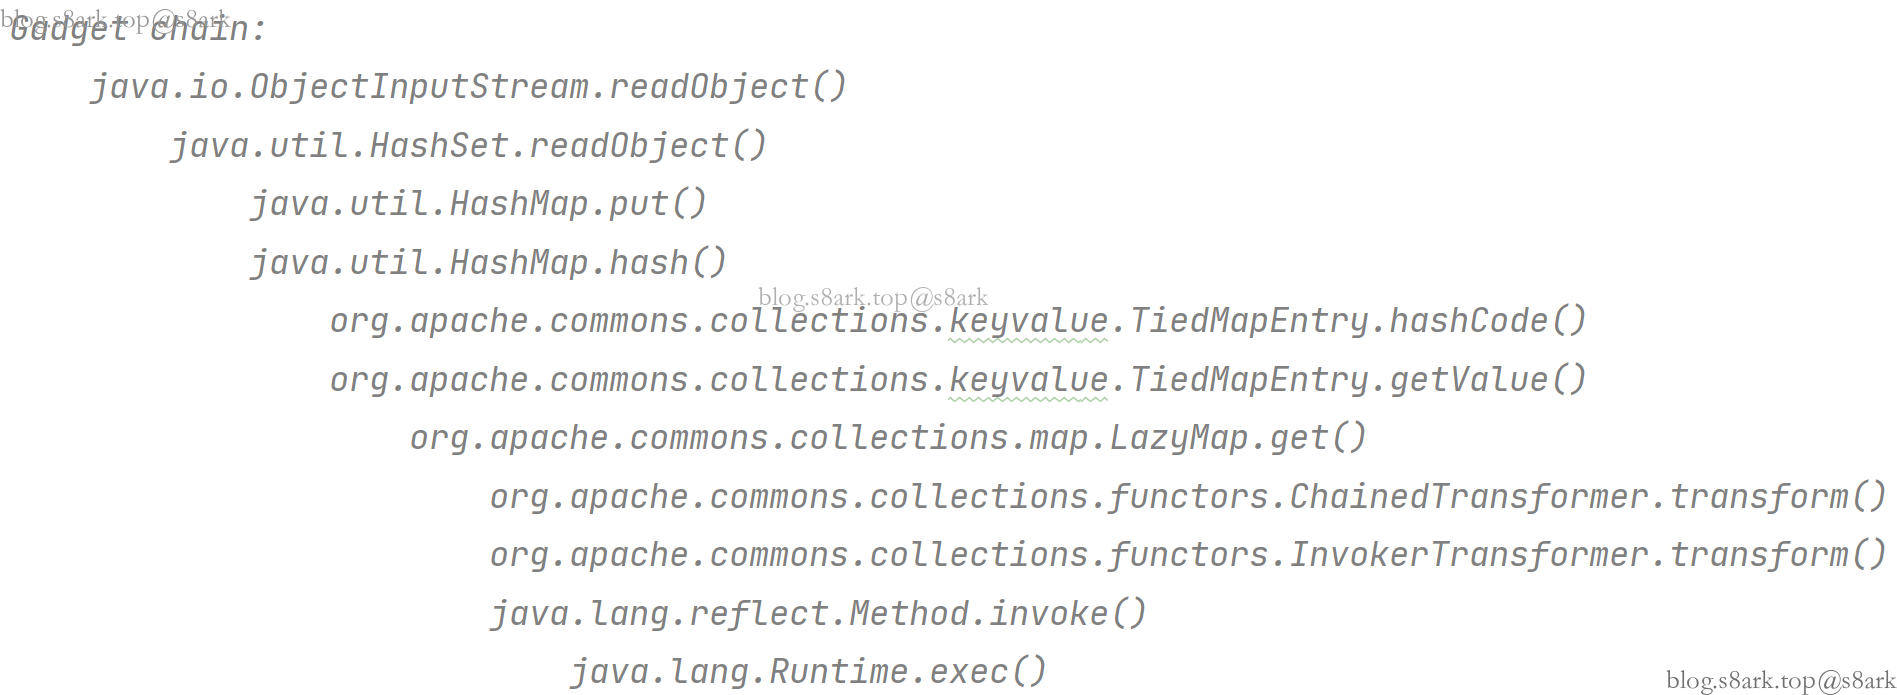 blog.s8ark.top@s8ark
Gadget chain:
java.io.ObjectInputStream.readObject()
java.util.HashSet.readObject()
java.util.HashMap.put()
java.util.HashMap.hash()
blog.s8ark.top@s8ark
org.apache.commons.collections.keyvalue.TiedMapEntry.hashCode()
org.apache.commons.collections.keyvalue.TiedMapEntry.getValue()
org.apache.commons.collections.map.LazyMap.get()
org.apache.commons.collections.functors.ChainedTransformer.transform()
org.apache.commons.collections.functors.InvokerTransformer.transform()
java.lang.reflect.Method.invoke()
java.lang.Runtime.exec()
blog.s8ark.top@s8ark